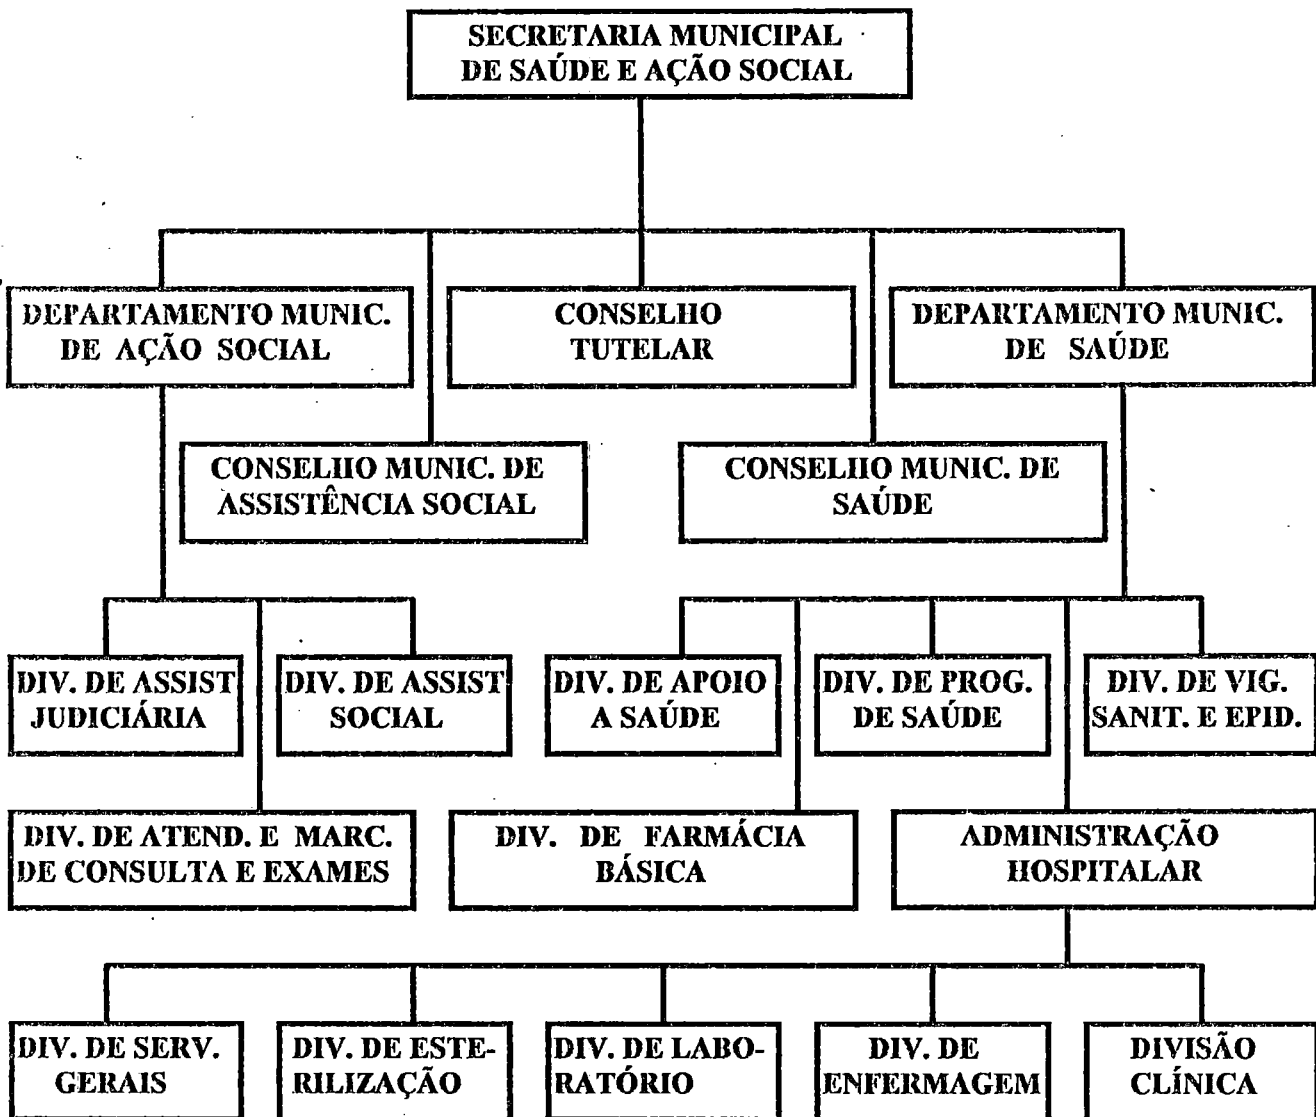 SECRETARIA MUNICIPAL
DE SAÚDE E AÇÃO SOCIAL
DEPARTAMENTO MUNIC.
DE AÇÃO SOCIAL
CONSELHO
TUTELAR
DEPARTAMENTO MUNIC.
DE SAÚDE
CONSELHO MUNIC. DE
ASSISTÊNCIA SOCIAL
CONSELHO MUNIC. DE
SAÚDE
DIV. DE ASSIST
JUDICIÁRIA
DIV. DE ASSIST
SOCIAL
DIV. DE APOIO
A SAÚDE
DIV. DE PROG.
DE SAÚDE
DIV. DE VIG.
SANIT. E EPID.
DIV. DE ATEND. E MARC.
DE CONSULTA E EXAMES
DIV. DE FARMÁCIA
BÁSICA
ADMINISTRAÇÃO
HOSPITALAR
DIV. DE SERV.
GERAIS
DIV. DE ESTE-
RILIZAÇÃO
DIV. DE LABO-
RATÓRIO
DIV. DE
ENFERMAGEM
DIVISÃO
CLÍNICA